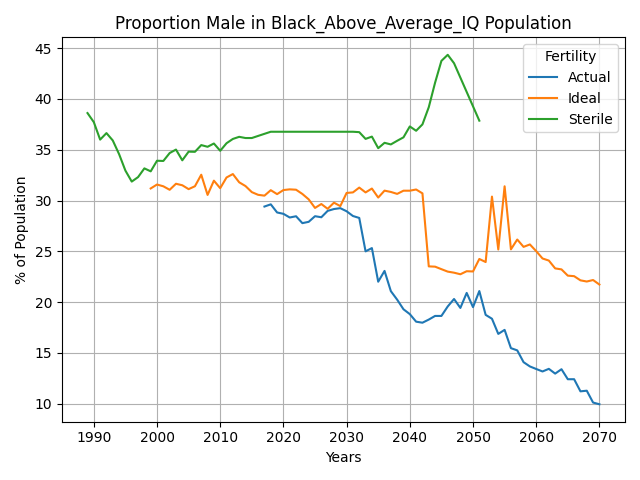 Proportion Male in Black_Above_Average_IQ Population
% of Population
45
40
35
30
25
20
15
10
Fertility
Actual
Ideal
Sterile
1990 2000 2010 2020 2030 2040 2050 2060 2070
Years